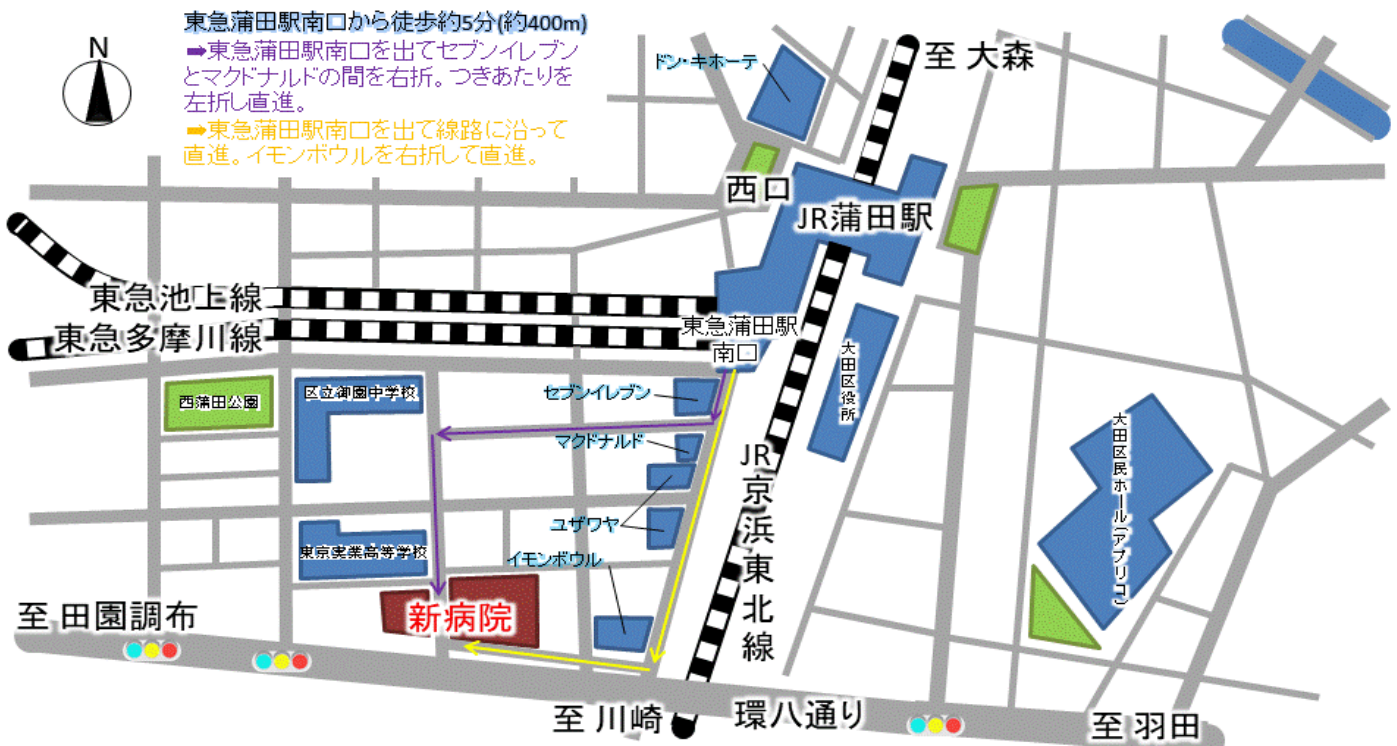 東急蒲田駅南口から徒歩約5分(約400m)
➡東急蒲田駅南口を出てセブンイレブン
とマクドナルドの間を右折。つきあたりを
左折し直進。
➡東急蒲田駅南口を出て線路に沿って
直進。イモンボウルを右折して直進。
N
ドン・キホーテ
至 大森
西口
JR蒲田駅
東急池上線
東急多摩川線
東急蒲田駅
南口
大田区役所
西蒲田公園
区立御園中学校
セブンイレブン
マクドナルド
ユザワヤ
イモンボウル
東京実業高等学校
新病院
JR京浜東北線
大田区民ホール(アプリコ)
至 田園調布
至 川崎
環八通り
至 羽田